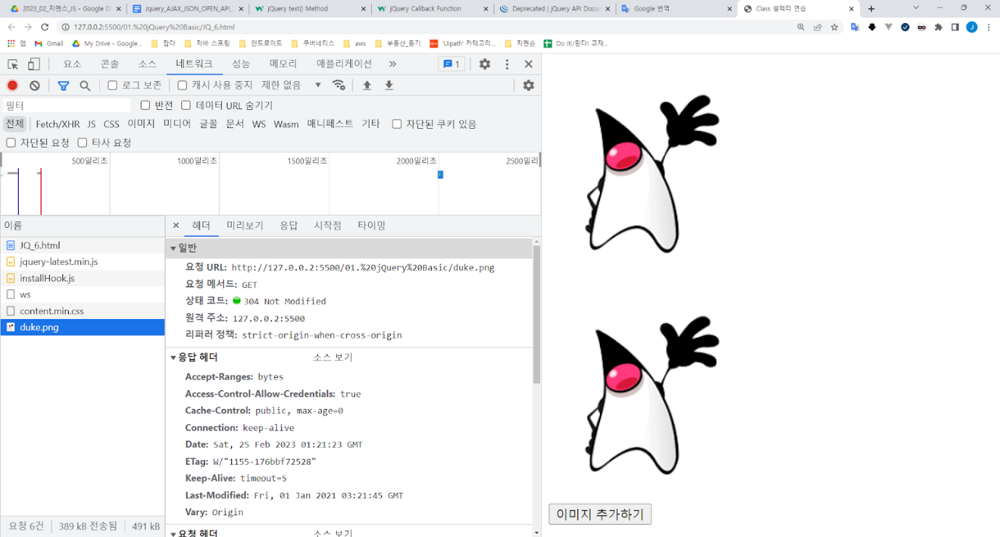 2023_02_지멘스_JS - Google D
Jquery_AJAX_JSON_OPEN_API_
jQuery text() Method
jQuery Callback Function
Deprecated | jQuery API Docu
Google 번역
Class 셀렉터 연습
127.0.0.2:5500/01.%20jQuery%20Basic/JQ_6.html
앱
Gmail
My Drive - Google...
잡다
자바 스프링
안드로이드
쿠버네티스
aws
부동산_등기
'Uipath' 카테고리...
지멘슨
Do it!/된다! 교재...
요소 콘솔 소스 네트워크 성능 메모리 애플리케이션 1
로그 보존 캐시 사용 중지 제한 없음
필터 반전 데이터 URL 숨기기
전체 Fetch/XHR JS CSS 이미지 미디어 글꼴 문서 WS Wasm 매니페스트 기타 차단된 쿠키 있음
차단된 요청 타사 요청
500밀리초 1000밀리초 1500밀리초 2000밀리초 2500밀리
이름
JQ_6.html
jquery-latest.min.js
installHook.js
ws
content.min.css
duke.png
헤더 미리보기 응답 시작점 타이밍
일반
요청 URL: http://127.0.0.2:5500/01.%20jQuery%20Basic/duke.png
요청 메서드: GET
상태 코드: 304 Not Modified
원격 주소: 127.0.0.2:5500
리퍼러 정책: strict-origin-when-cross-origin
응답 헤더 소스 보기
Accept-Ranges: bytes
Access-Control-Allow-Credentials: true
Cache-Control: public, max-age=0
Connection: keep-alive
Date: Sat, 25 Feb 2023 01:21:23 GMT
ETag: W/"1155-176bbf72528"
Keep-Alive: timeout=5
Last-Modified: Fri, 01 Jan 2021 03:21:45 GMT
Vary: Origin
요청 헤더 소스 보기
요청 6건 389 kB 전송됨 491 kB
이미지 추가하기